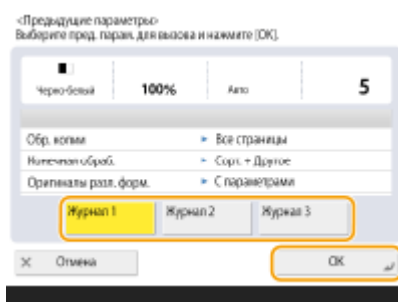 <Предыдущие параметры>
Выберите пред. парам. для вызова и нажмите [OK].
Черно-белый 100% Авто 5
Обр. копии ► Все страницы
Конечная обраб. ► Сорт. + Другое
Оригиналы разл. форм. ► С параметрами
Журнал 1 Журнал 2 Журнал 3
× Отмена OK